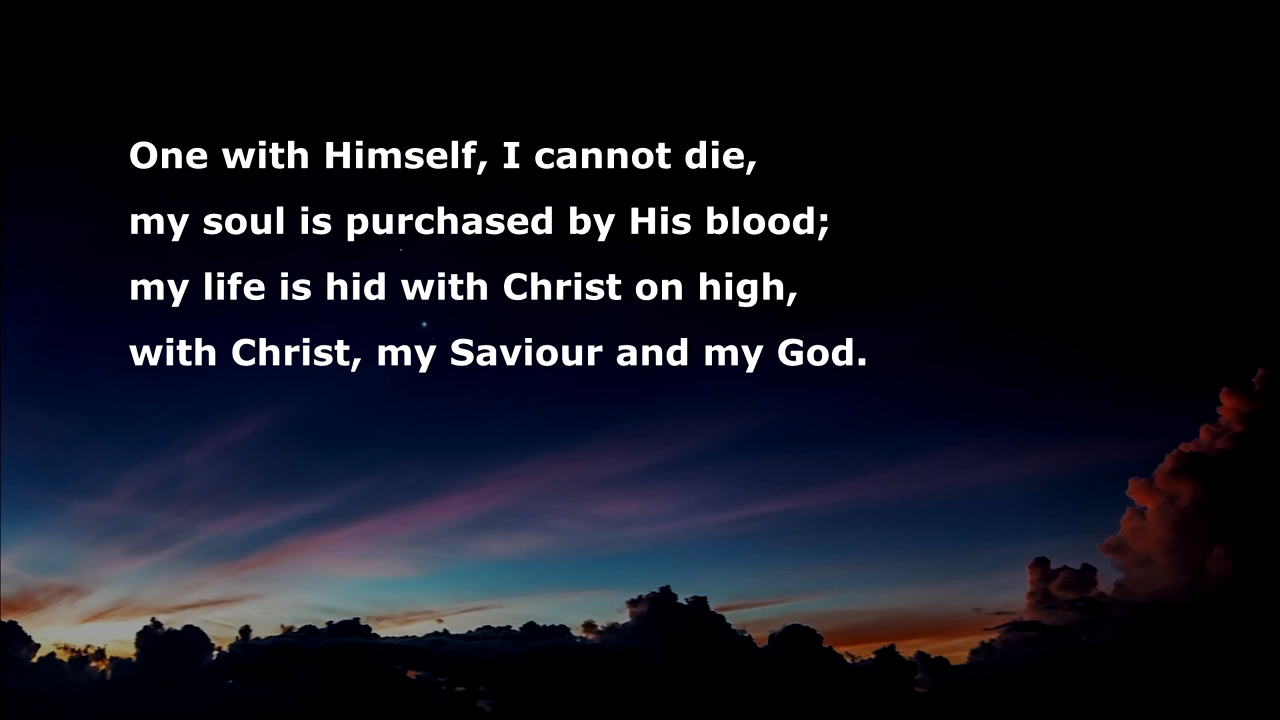 One with Himself, I cannot die,
my soul is purchased by His blood;
my life is hid with Christ on high,
with Christ, my Saviour and my God.